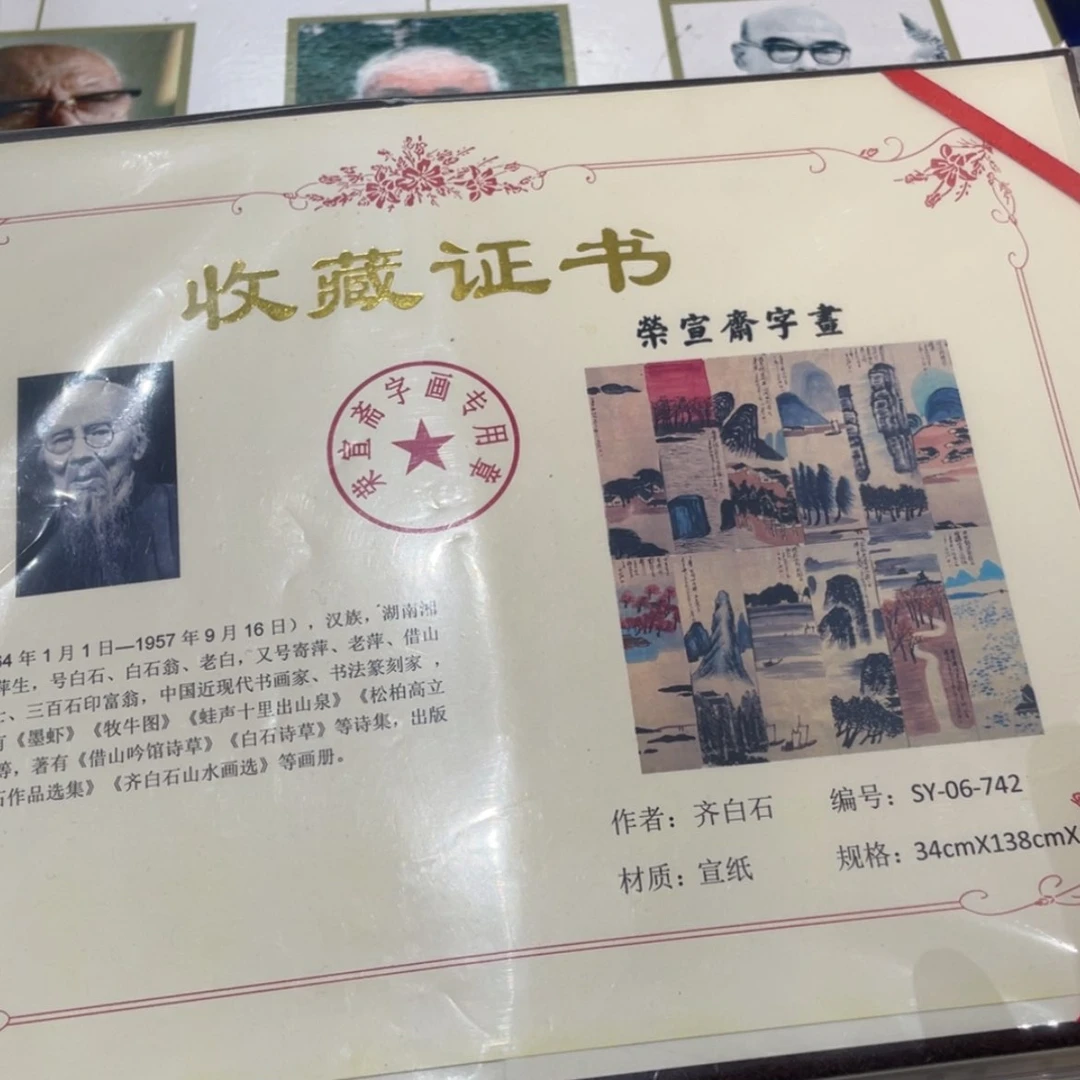 收藏证书
榮宣齋字畫
荣宣斋字画专用章
64年1月1日—1957年9月16日），汉族，湖南湘
萍生，号白石、白石翁、老白，又号寄萍、老萍、借山
、三百石印富翁，中国近现代书画家、书法篆刻家，
《墨虾》《牧牛图》《蛙声十里出山泉》《松柏高立
等，著有《借山吟馆诗草》《白石诗草》等诗集，出版
石作品选集》《齐白石山水画选》等画册。
作者：齐白石 编号：SY-06-742
材质：宣纸 规格：34cmX138cmX